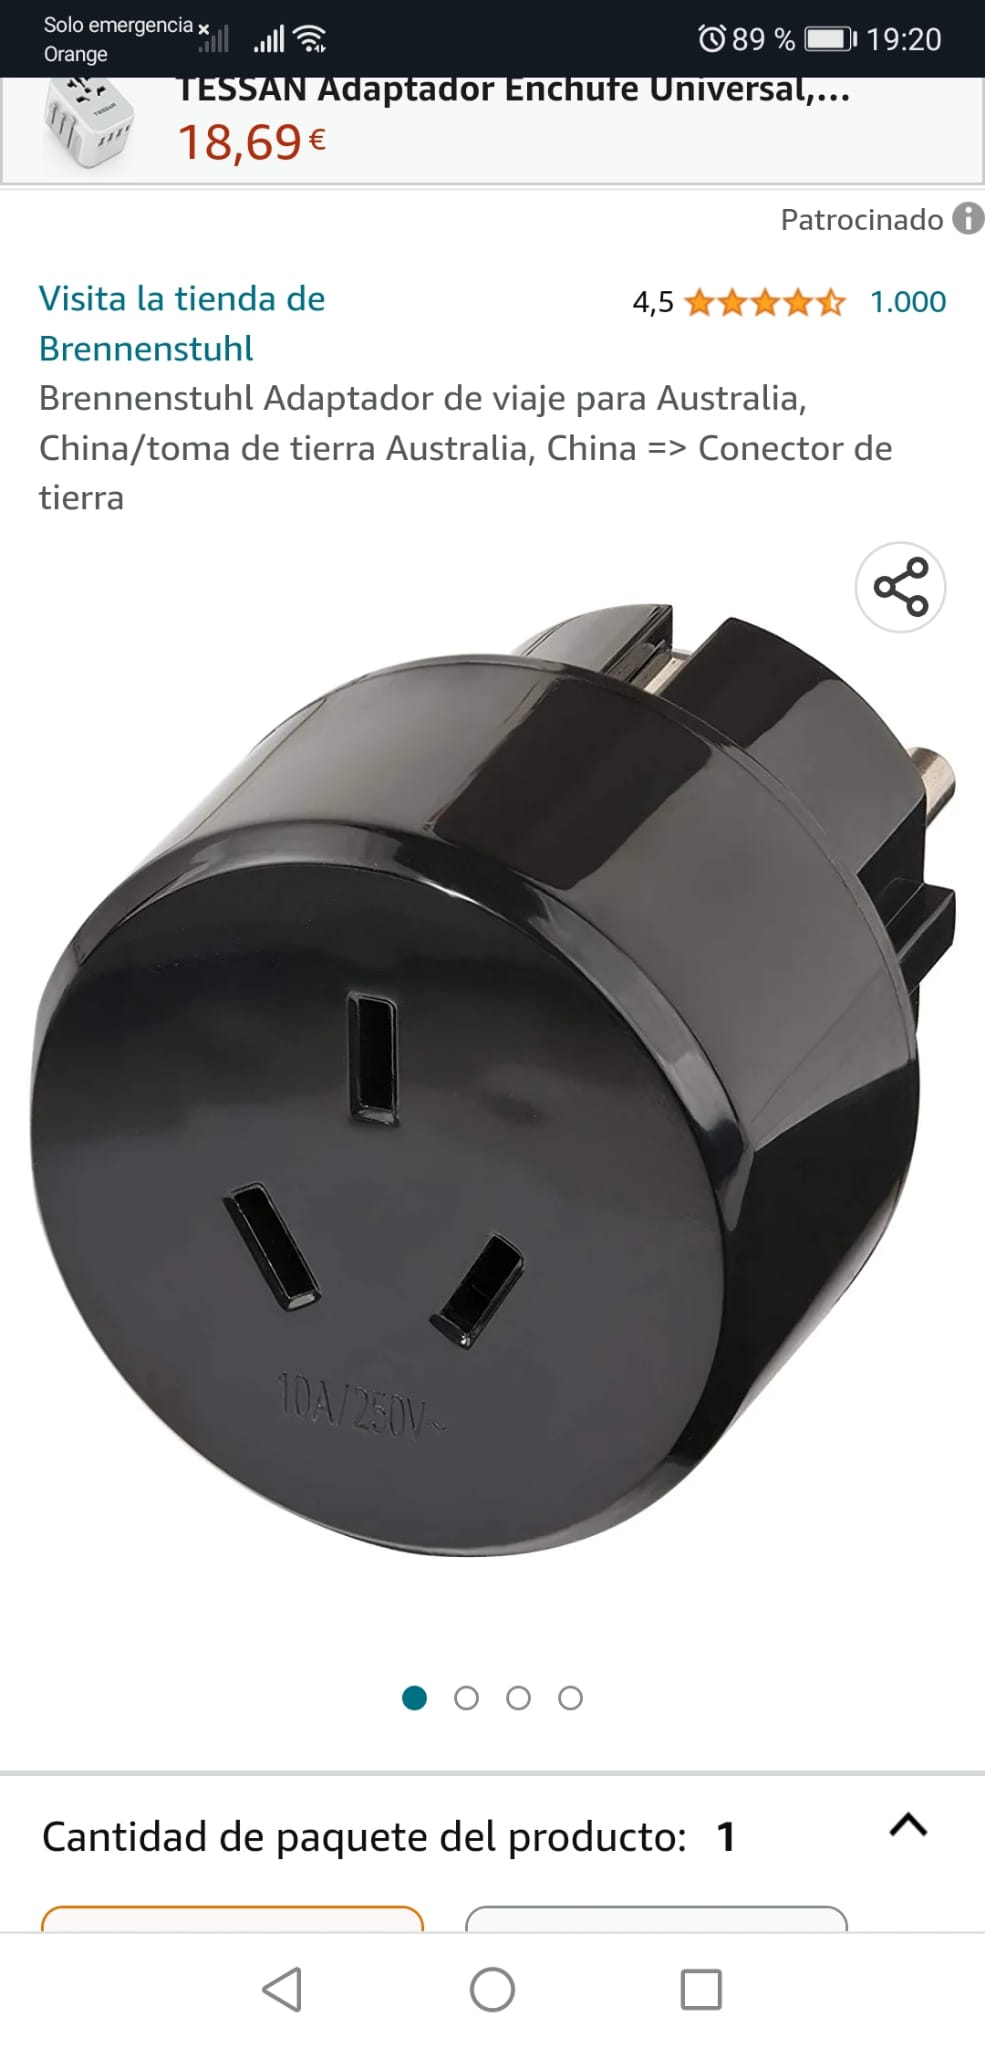 Solo emergencia
Orange
89 %
19:20
TESSAN Adaptador Enchufe Universal,...
18,69 €
TESSAN
Patrocinado
Visita la tienda de
Brennenstuhl
4,5
1.000
Brennenstuhl Adaptador de viaje para Australia,
China/toma de tierra Australia, China => Conector de
tierra
10A/250V~
Cantidad de paquete del producto: 1